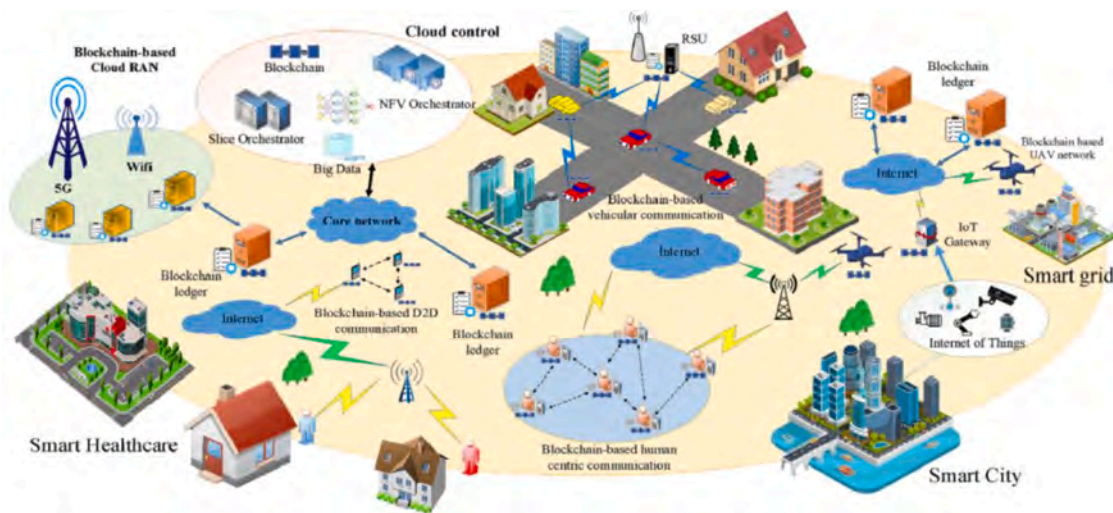 Cloud control
Blockchain-based
Cloud RAN
Blockchain
NFV Orchestrator
Slice Orchestrator
Big Data
5G
Wifi
RSU
Blockchain
ledger
Blockchain based
UAV network
Internet
IoT
Gateway
Smart grid
Blockchain-based
vehicular communication
Core network
Blockchain
ledger
Internet
Blockchain-based D2D
communication
Blockchain
ledger
Internet
Internet of Things
Smart Healthcare
Blockchain-based human
centric communication
Smart City